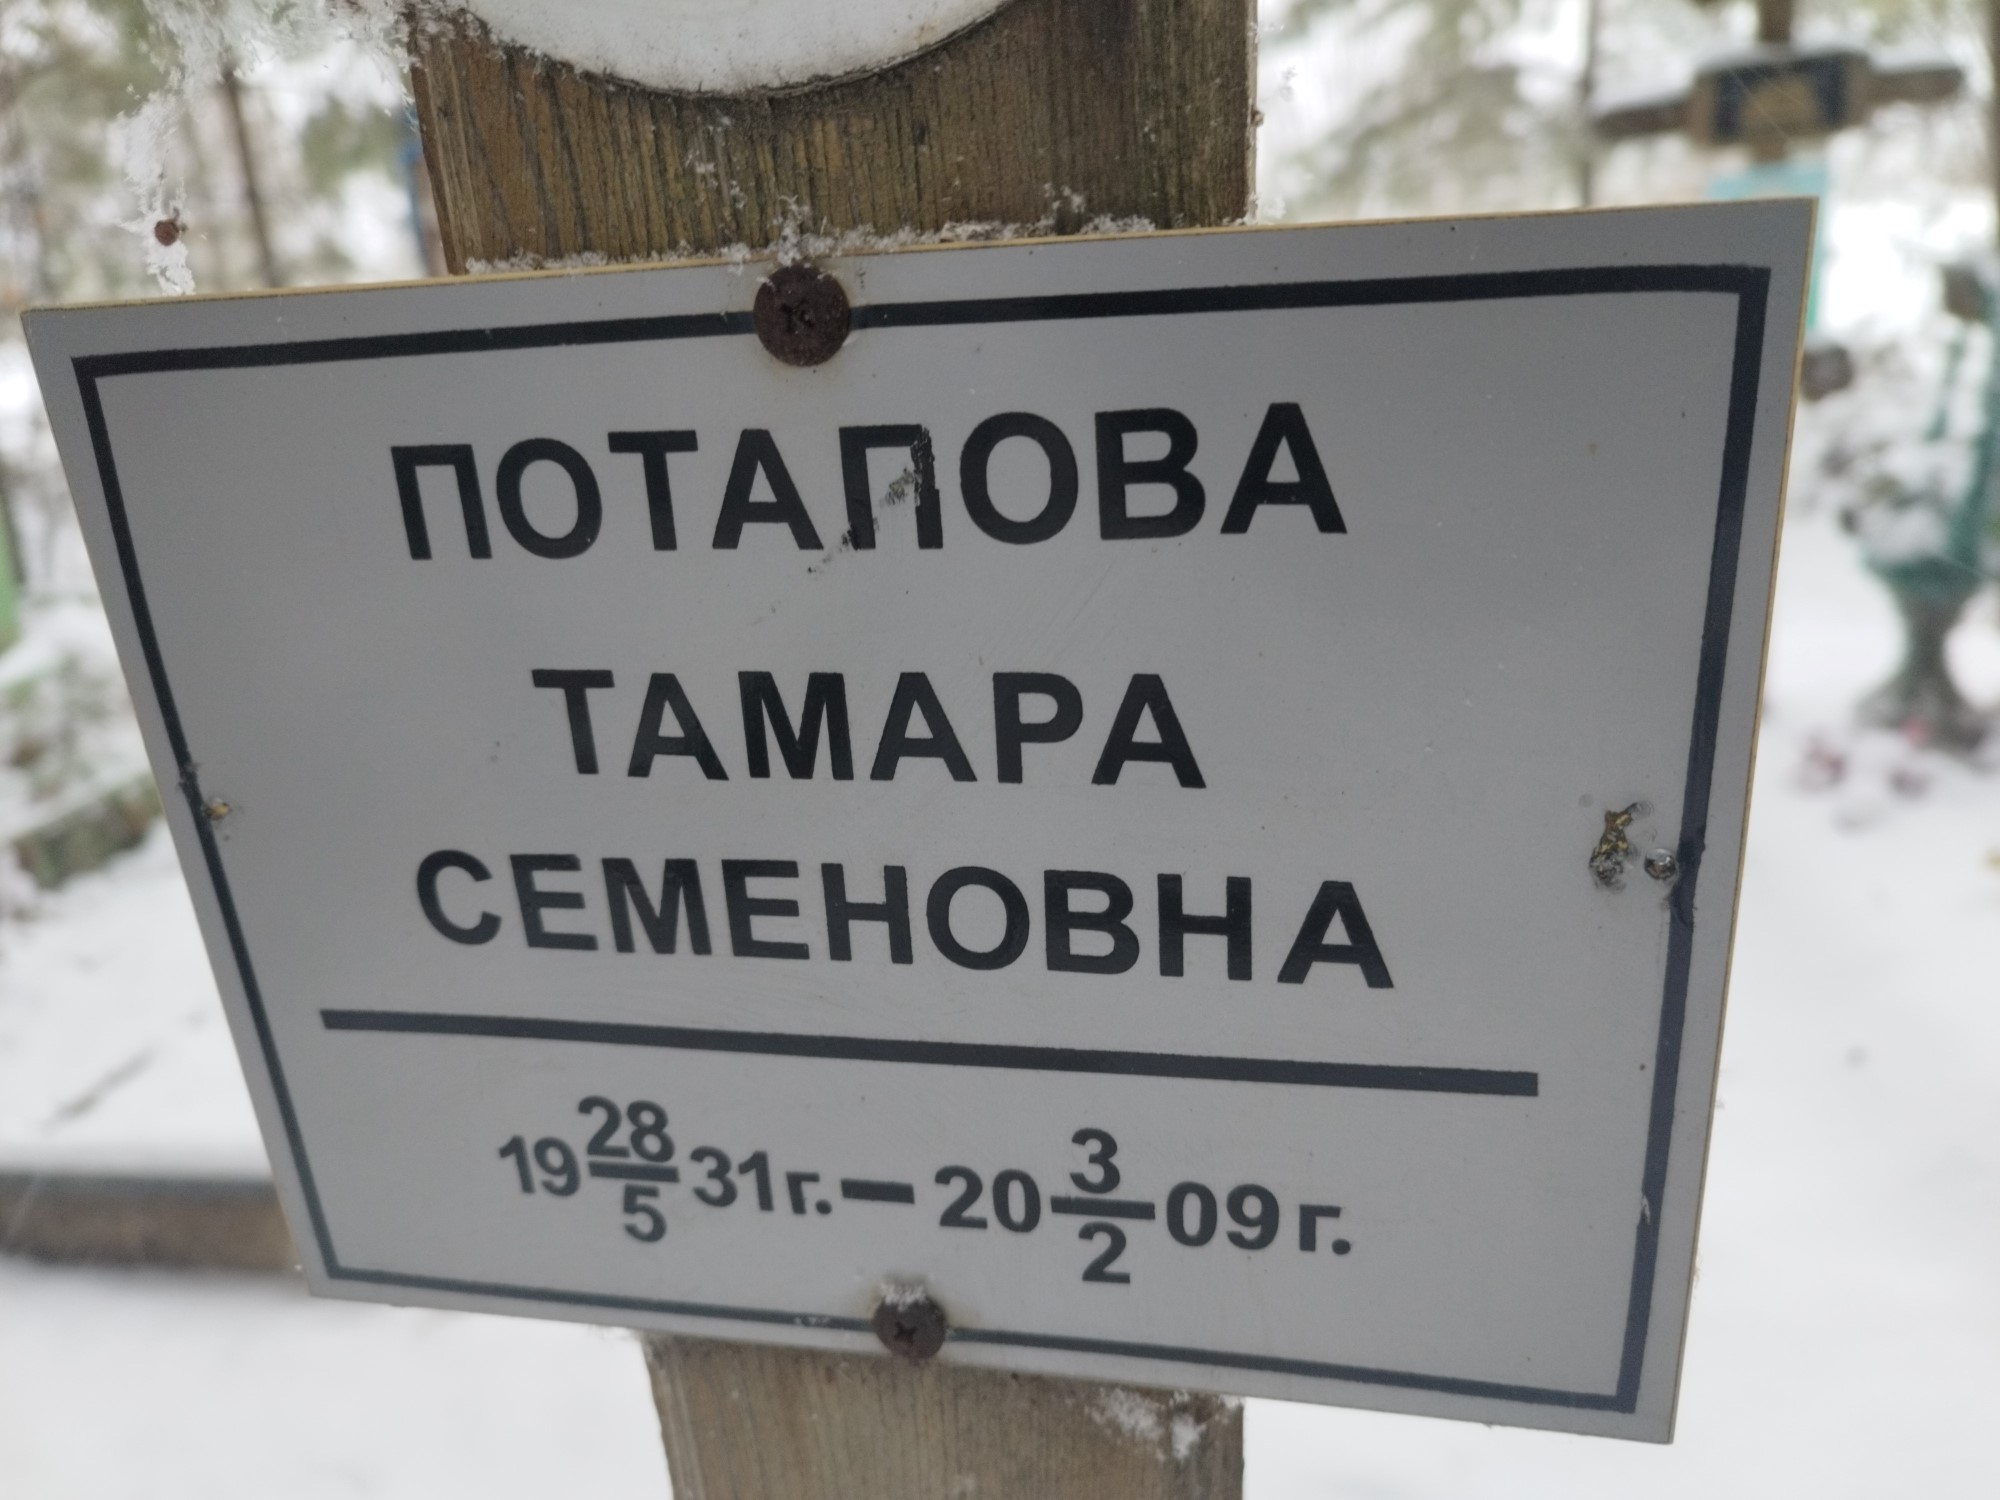 ПОТАПОВА
ТАМАРА
СЕМЕНОВНА
19 28/5 31г. – 20 3/2 09г.